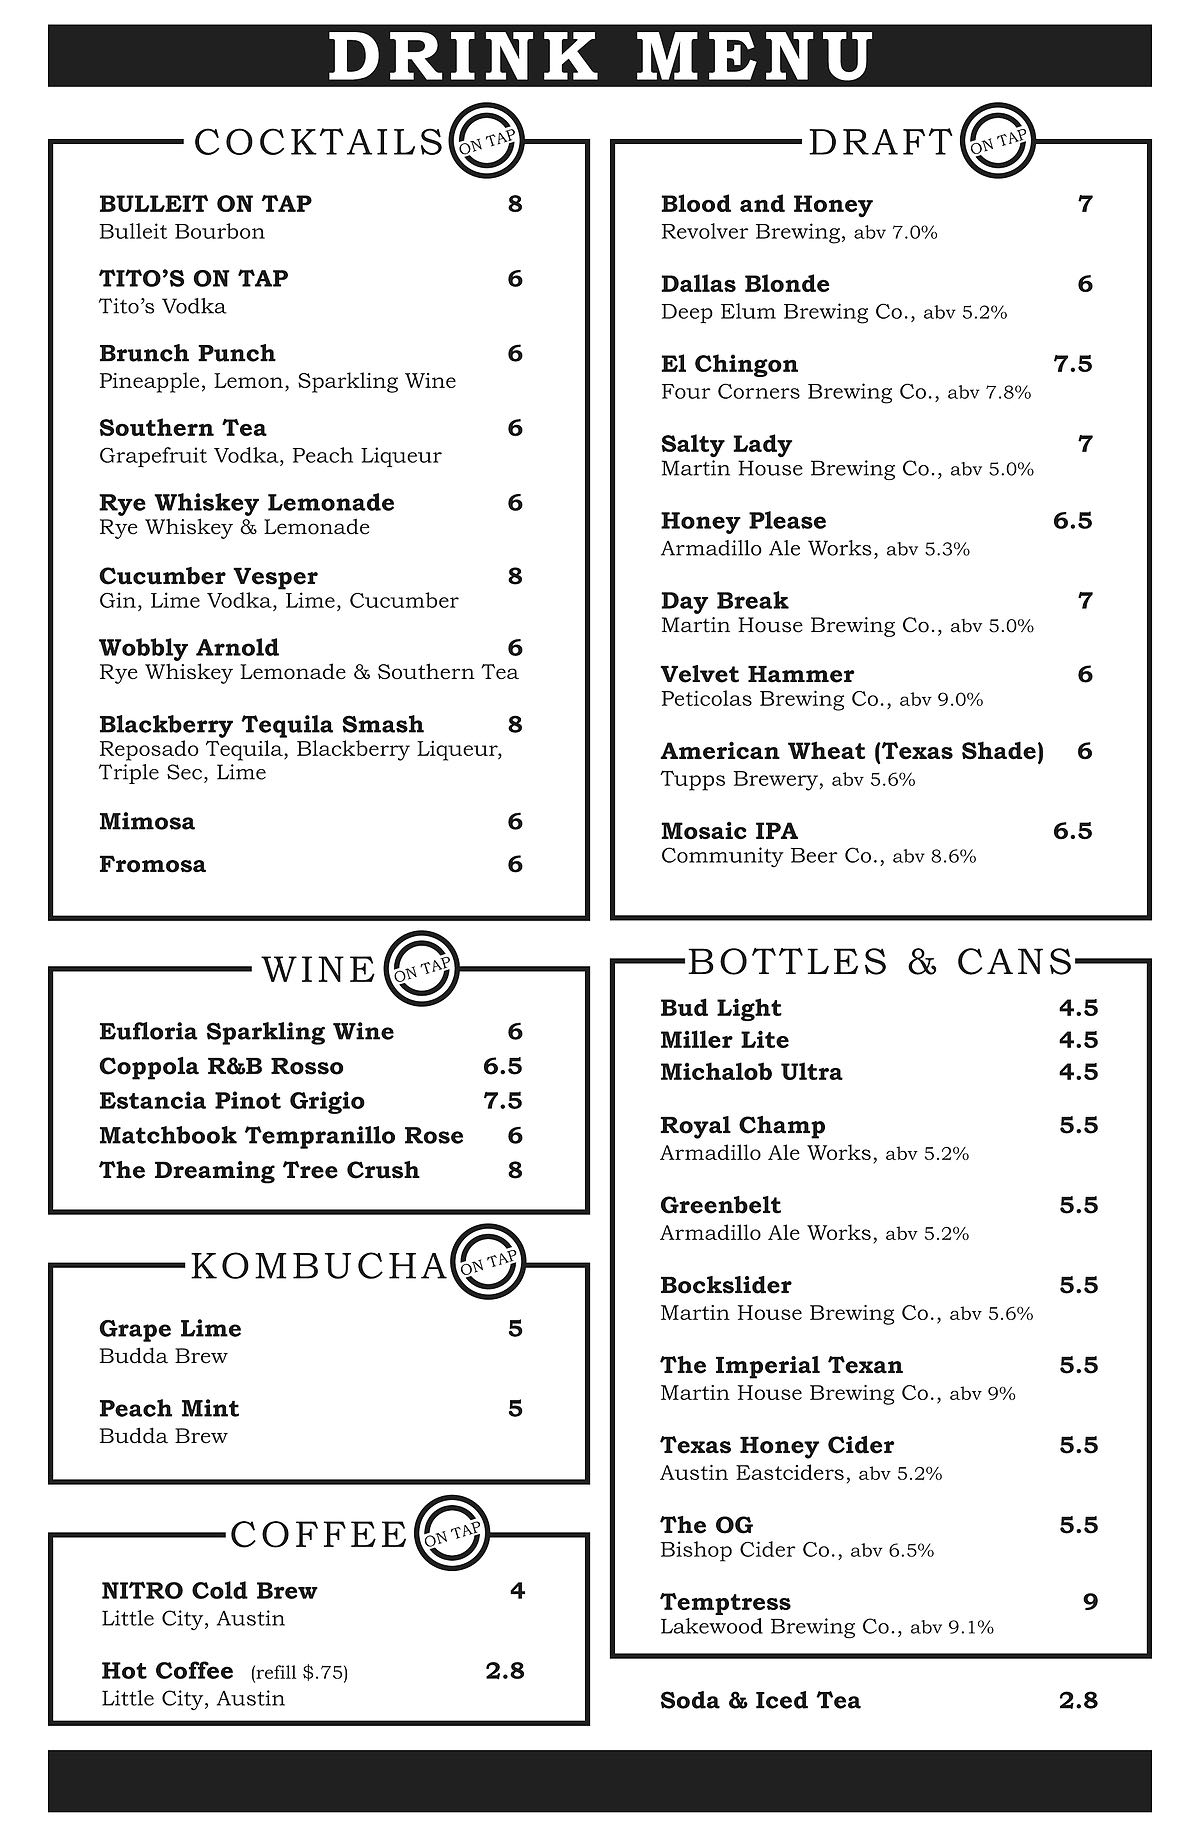 DRINK MENU
COCKTAILS ON TAP
BULLEIT ON TAP 8
Bulleit Bourbon
TITO'S ON TAP 6
Tito's Vodka
Brunch Punch 6
Pineapple, Lemon, Sparkling Wine
Southern Tea 6
Grapefruit Vodka, Peach Liqueur
Rye Whiskey Lemonade 6
Rye Whiskey & Lemonade
Cucumber Vesper 8
Gin, Lime Vodka, Lime, Cucumber
Wobbly Arnold 6
Rye Whiskey Lemonade & Southern Tea
Blackberry Tequila Smash 8
Reposado Tequila, Blackberry Liqueur,
Triple Sec, Lime
Mimosa 6
Fromosa 6
WINE ON TAP
Eufloria Sparkling Wine 6
Coppola R&B Rosso 6.5
Estancia Pinot Grigio 7.5
Matchbook Tempranillo Rose 6
The Dreaming Tree Crush 8
KOMBUCHA ON TAP
Grape Lime 5
Budda Brew
Peach Mint 5
Budda Brew
COFFEE ON TAP
NITRO Cold Brew 4
Little City, Austin
Hot Coffee (refill $.75) 2.8
Little City, Austin
DRAFT ON TAP
Blood and Honey 7
Revolver Brewing, abv 7.0%
Dallas Blonde 6
Deep Elum Brewing Co., abv 5.2%
El Chingon 7.5
Four Corners Brewing Co., abv 7.8%
Salty Lady 7
Martin House Brewing Co., abv 5.0%
Honey Please 6.5
Armadillo Ale Works, abv 5.3%
Day Break 7
Martin House Brewing Co., abv 5.0%
Velvet Hammer 6
Peticolas Brewing Co., abv 9.0%
American Wheat (Texas Shade) 6
Tupps Brewery, abv 5.6%
Mosaic IPA 6.5
Community Beer Co., abv 8.6%
BOTTLES & CANS
Bud Light 4.5
Miller Lite 4.5
Michalob Ultra 4.5
Royal Champ 5.5
Armadillo Ale Works, abv 5.2%
Greenbelt 5.5
Armadillo Ale Works, abv 5.2%
Bockslider 5.5
Martin House Brewing Co., abv 5.6%
The Imperial Texan 5.5
Martin House Brewing Co., abv 9%
Texas Honey Cider 5.5
Austin Eastciders, abv 5.2%
The OG 5.5
Bishop Cider Co., abv 6.5%
Temptress 9
Lakewood Brewing Co., abv 9.1%
Soda & Iced Tea 2.8